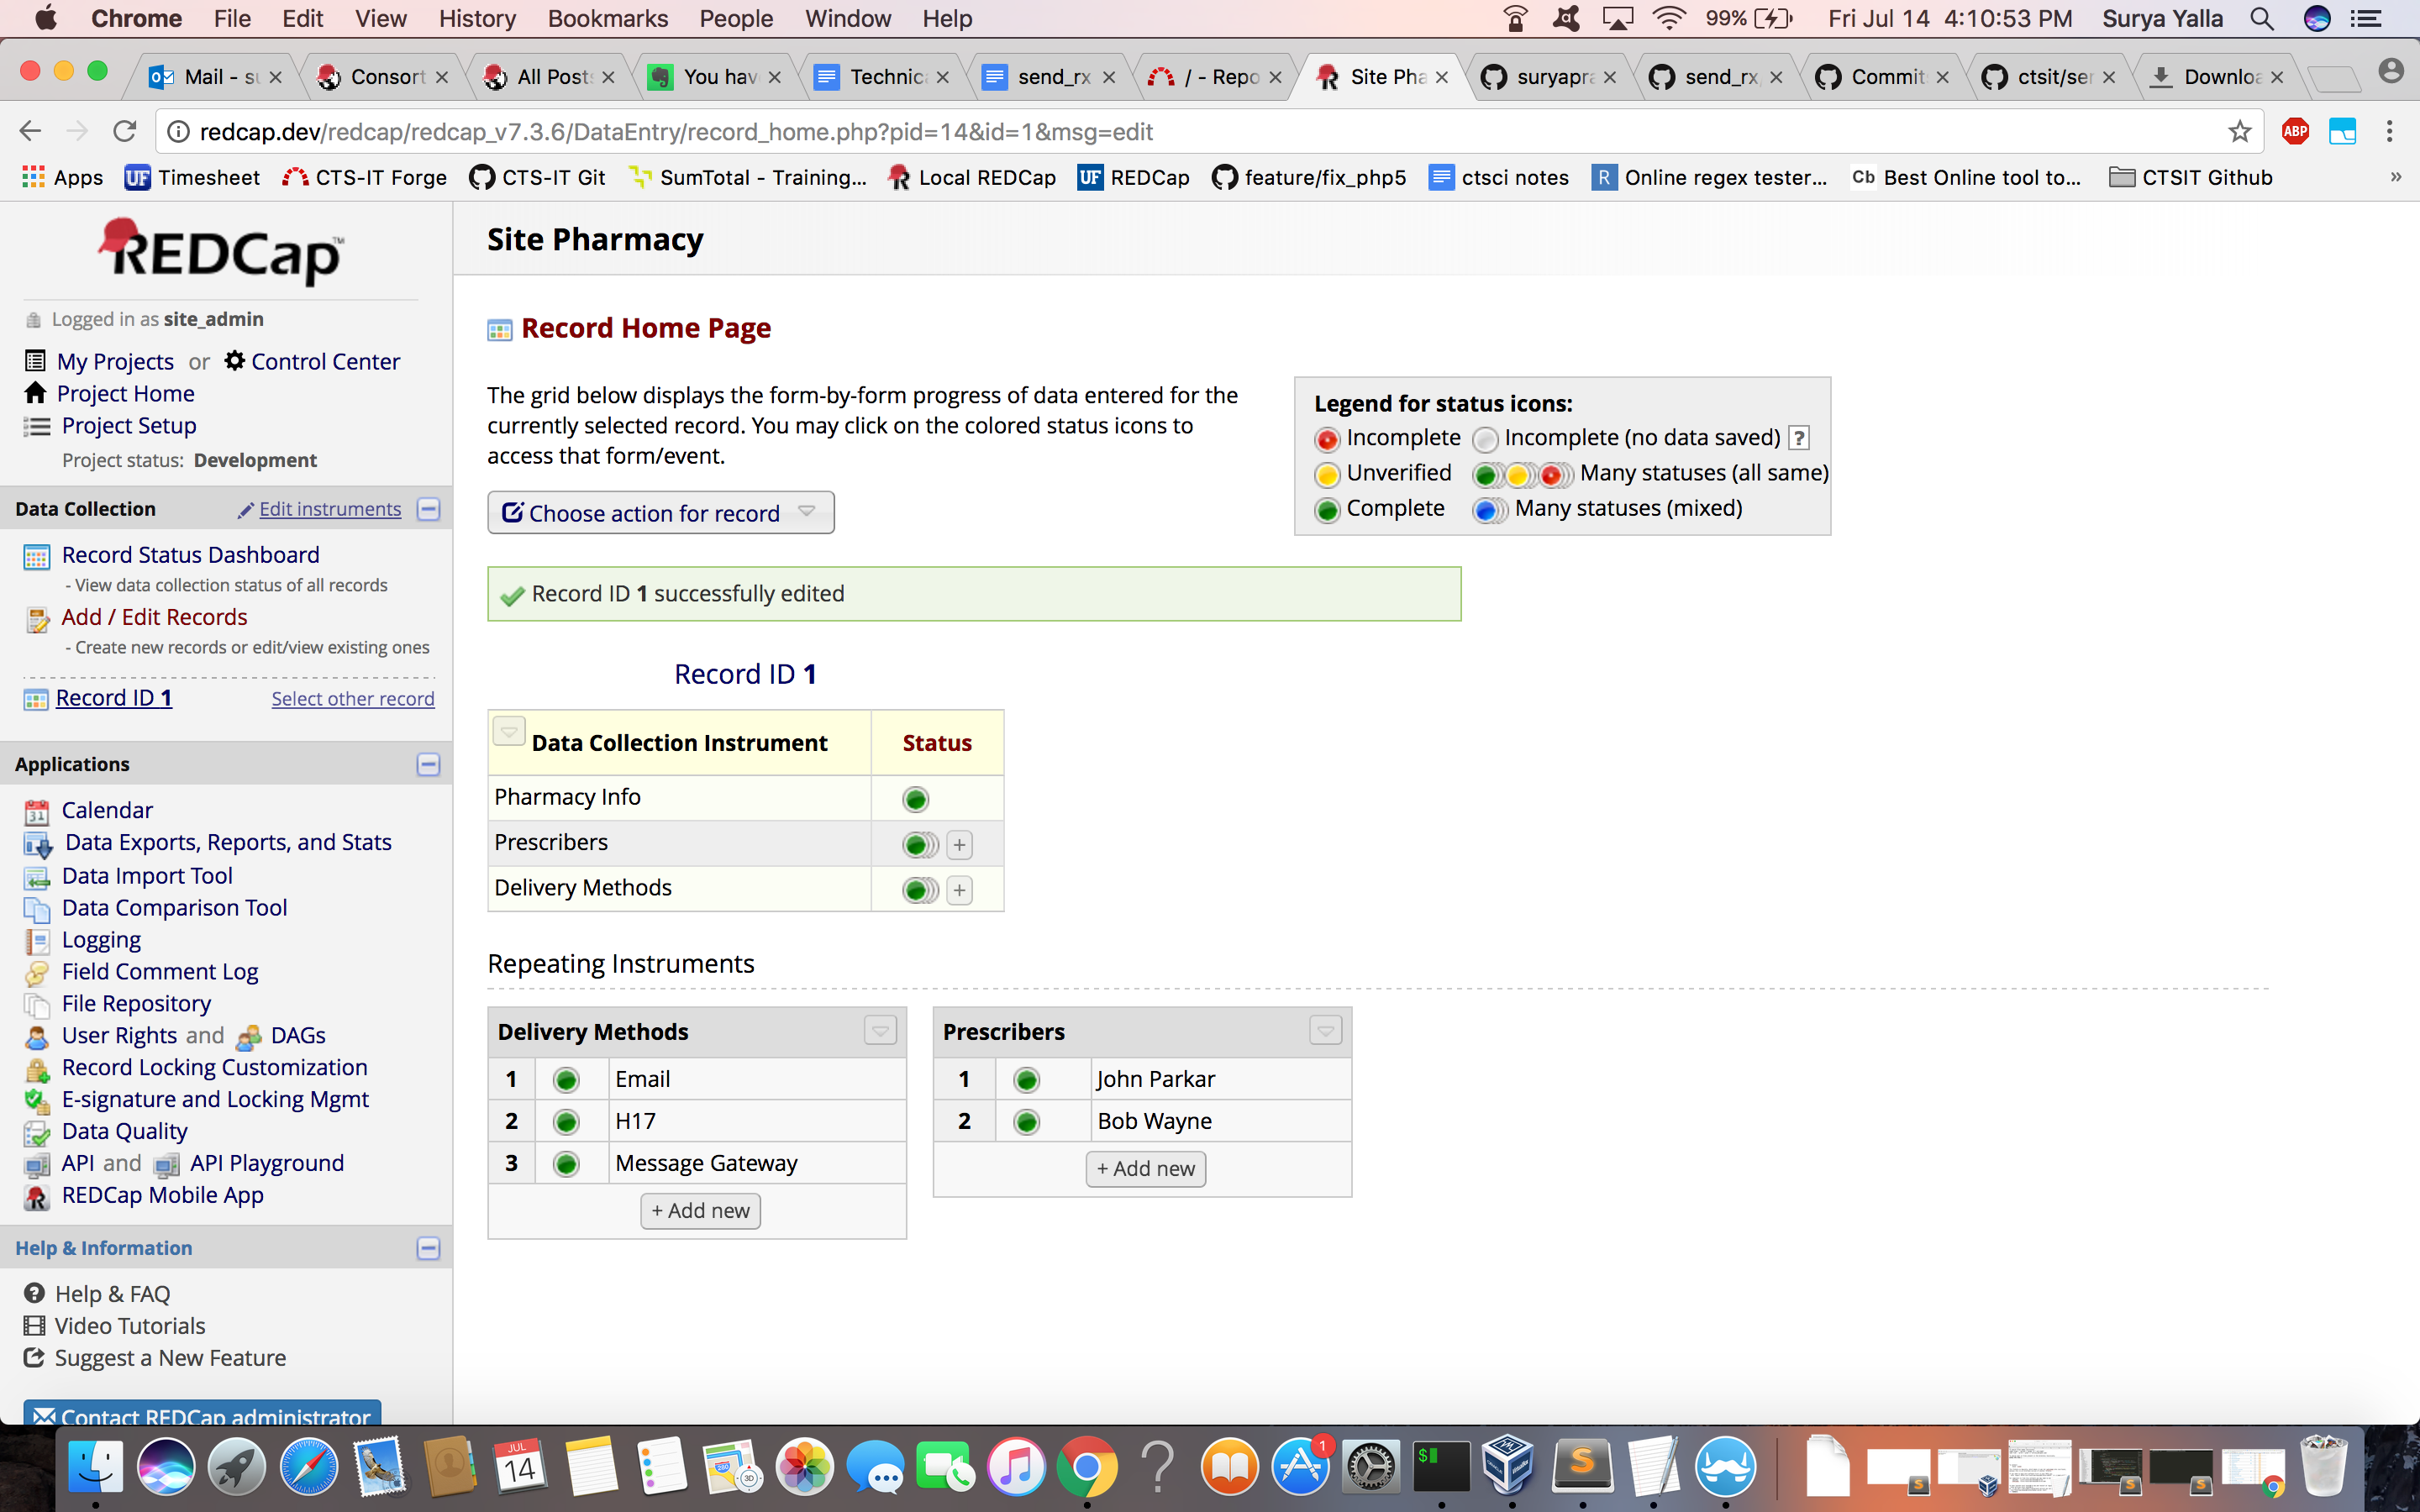 Chrome File Edit View History Bookmarks People Window Help 99% Fri Jul 14 4:10:53 PM Surya Yalla
Mail - su Consort All Posts You hav Technic send_rx / - Repo Site Pha suryapra send_rx Commit ctsit/ser Downloa
redcap.dev/redcap/redcap_v7.3.6/DataEntry/record_home.php?pid=14&id=1&msg=edit ABP
Apps UF Timesheet CTS-IT Forge CTS-IT Git SumTotal - Training... Local REDCap UF REDCap feature/fix_php5 ctsci notes R Online regex tester... Cb Best Online tool to... CTSIT Github »
REDCap™
Logged in as site_admin
My Projects or Control Center
Project Home
Project Setup
Project status: Development
Data Collection Edit instruments
Record Status Dashboard
- View data collection status of all records
Add / Edit Records
- Create new records or edit/view existing ones
Record ID 1 Select other record
Applications
31 Calendar
Data Exports, Reports, and Stats
Data Import Tool
Data Comparison Tool
Logging
Field Comment Log
File Repository
User Rights and DAGs
Record Locking Customization
E-signature and Locking Mgmt
Data Quality
API and API Playground
REDCap Mobile App
Help & Information
Help & FAQ
Video Tutorials
Suggest a New Feature
Contact REDCap administrator
Site Pharmacy
Record Home Page
The grid below displays the form-by-form progress of data entered for the
currently selected record. You may click on the colored status icons to
access that form/event.
Choose action for record
Legend for status icons:
Incomplete Incomplete (no data saved) ?
Unverified Many statuses (all same)
Complete Many statuses (mixed)
Record ID 1 successfully edited
Record ID 1
Data Collection Instrument Status
Pharmacy Info
Prescribers +
Delivery Methods +
Repeating Instruments
Delivery Methods
1 Email
2 H17
3 Message Gateway
+ Add new
Prescribers
1 John Parkar
2 Bob Wayne
+ Add new
JUL
14
280
3D
?
1
$
S